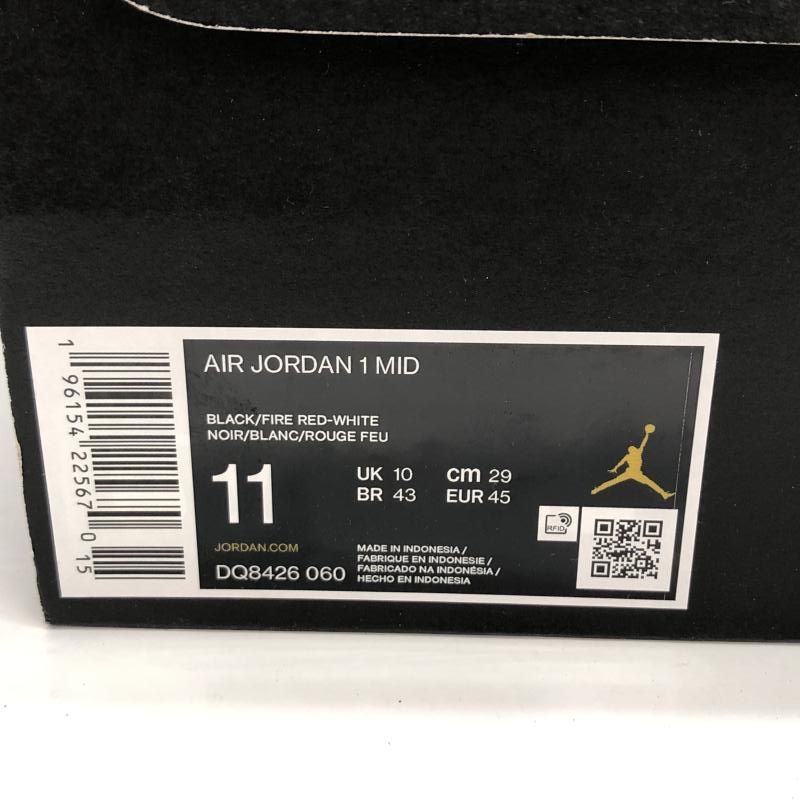 1 96154 22567 0 15
AIR JORDAN 1 MID
BLACK/FIRE RED-WHITE
NOIR/BLANC/ROUGE FEU
11
UK 10 cm 29
BR 43 EUR 45
RFID
JORDAN.COM
DQ8426 060
MADE IN INDONESIA /
FABRIQUE EN INDONESIE /
FABRICADO NA INDONÉSIA /
HECHO EN INDONESIA